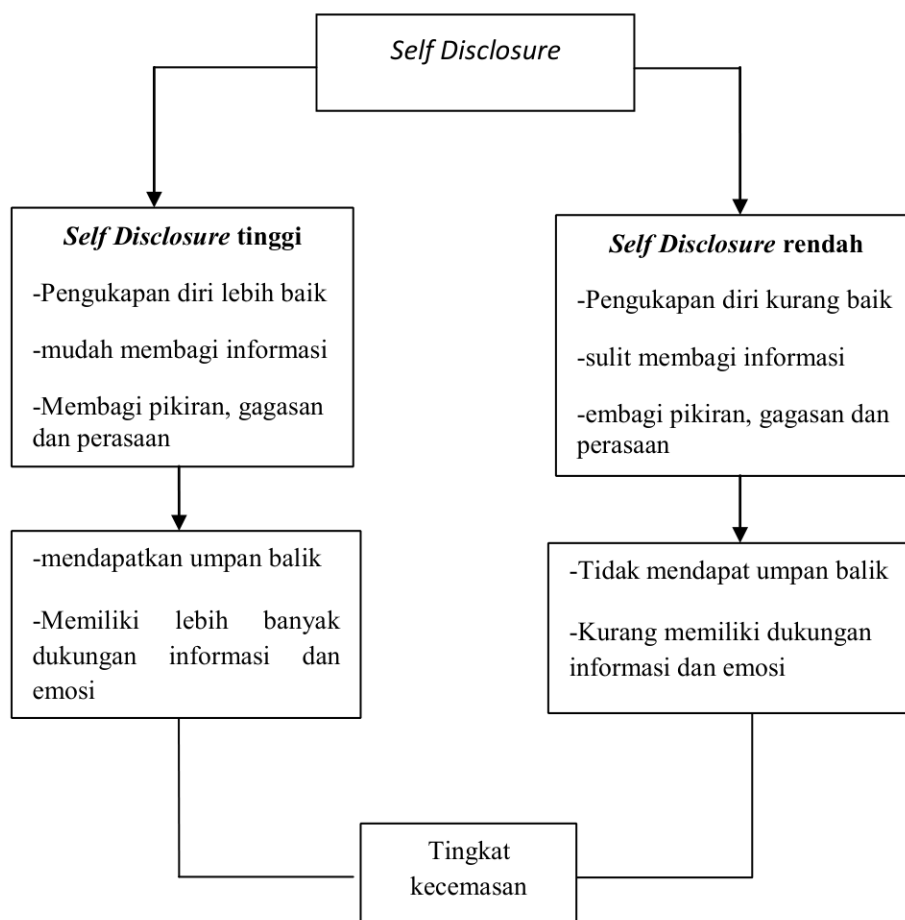 Self Disclosure
Self Disclosure tinggi
-Pengukapan diri lebih baik
-mudah membagi informasi
-Membagi pikiran, gagasan
dan perasaan
Self Disclosure rendah
-Pengukapan diri kurang baik
-sulit membagi informasi
-embagi pikiran, gagasan dan
perasaan
-mendapatkan umpan balik
-Memiliki lebih banyak
dukungan informasi dan
emosi
-Tidak mendapat umpan balik
-Kurang memiliki dukungan
informasi dan emosi
Tingkat
kecemasan